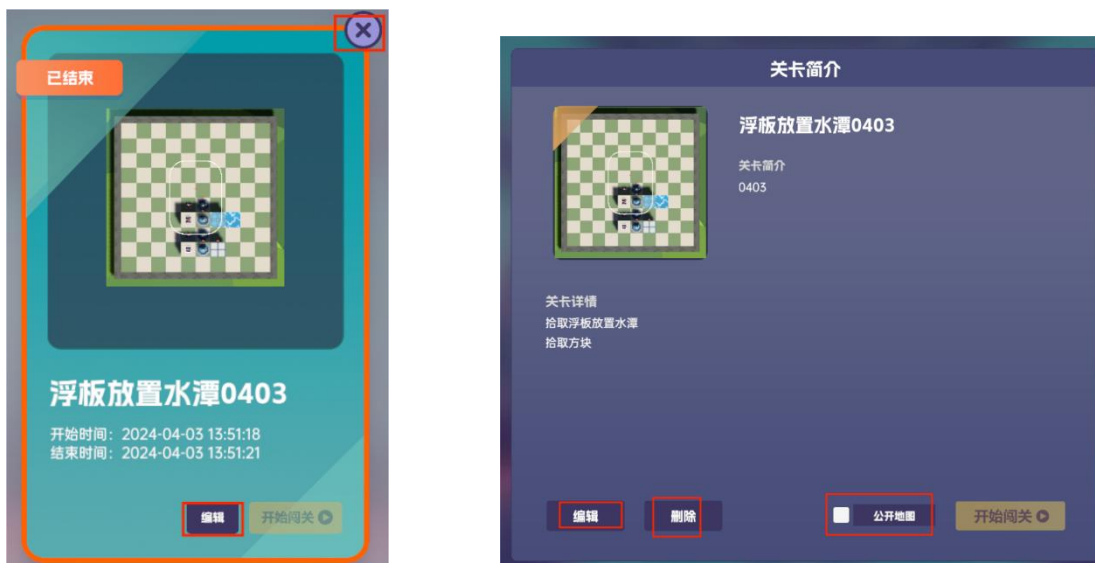 已结束
浮板放置水潭0403
开始时间：2024-04-03 13:51:18
结束时间：2024-04-03 13:51:21
编辑
开始闯关
关卡简介
浮板放置水潭0403
关卡简介
0403
关卡详情
拾取浮板放置水潭
拾取方块
编辑
删除
公开地图
开始闯关